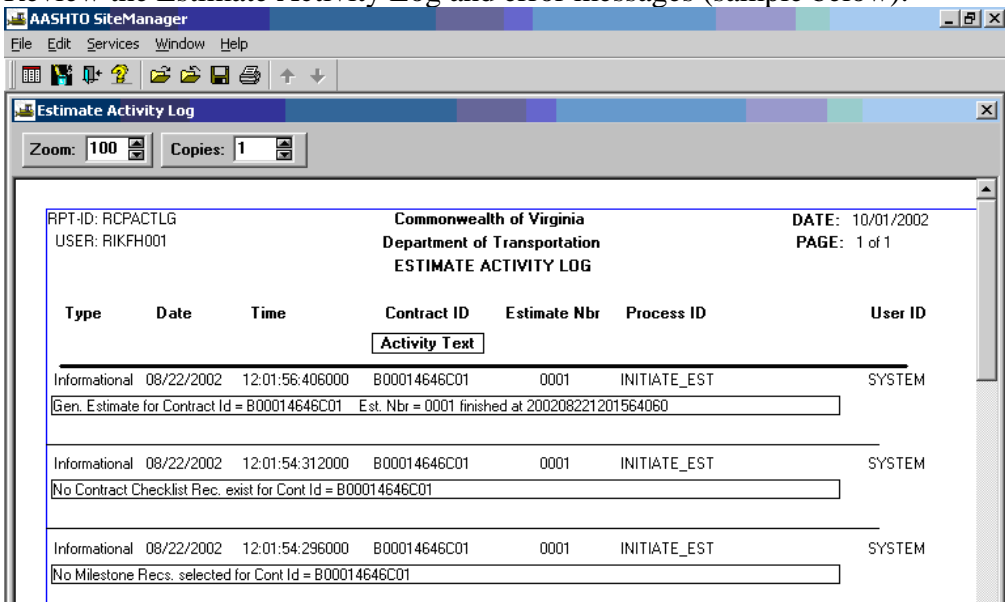 Review the Estimate Activity Log and error messages (sample below).
AASHTO SiteManager
File Edit Services Window Help
Estimate Activity Log
Zoom: 100 Copies: 1
RPT-ID: RCPACTLG Commonwealth of Virginia DATE: 10/01/2002
USER: RIKFH001 Department of Transportation PAGE: 1 of 1
ESTIMATE ACTIVITY LOG
Type Date Time Contract ID Estimate Nbr Process ID User ID
Activity Text
Informational 08/22/2002 12:01:56:406000 B00014646C01 0001 INITIATE_EST SYSTEM
Gen. Estimate for Contract Id = B00014646C01 Est. Nbr = 0001 finished at 200208221201564060
Informational 08/22/2002 12:01:54:312000 B00014646C01 0001 INITIATE_EST SYSTEM
No Contract Checklist Rec. exist for Cont Id = B00014646C01
Informational 08/22/2002 12:01:54:296000 B00014646C01 0001 INITIATE_EST SYSTEM
No Milestone Recs. selected for Cont Id = B00014646C01